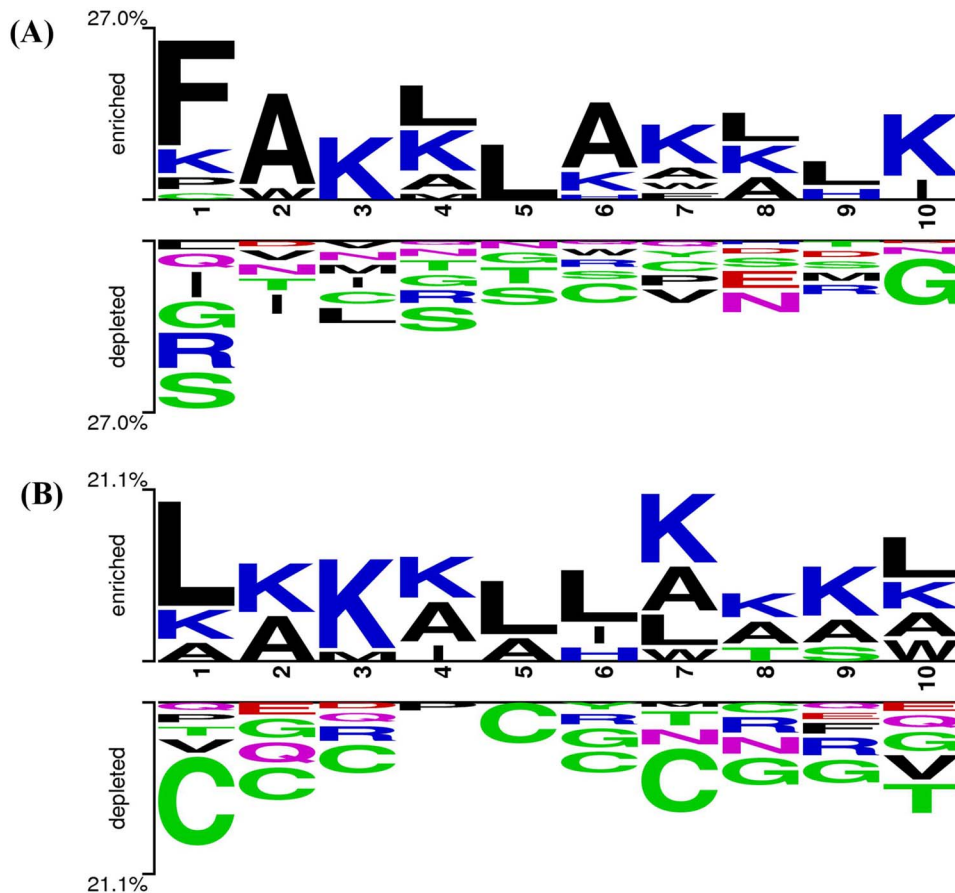 (A)
27.0%
enriched
F K P C
A W
K
L K A M
L
A K
K A W
L K A
L H
K I
1 2 3 4 5 6 7 8 9 10
depleted
Q I G R S
V N T I
V N M I C L
N T G R S
N G T S
W R S C
Y C P V
D S E N
D S M R
N G
27.0%
(B)
21.1%
enriched
L K A
K A
K M
K A I
L A
L I H
K A L W
K A T
K A S
L K A W
1 2 3 4 5 6 7 8 9 10
depleted
Q P T V C
E G Q C
D Q R C
P
C
Y R G C
M T N C
C R N G
Q E F R G
E Q G V T
21.1%